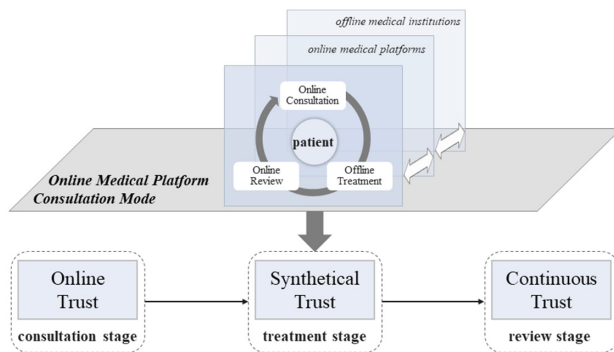 offline medical institutions
online medical platforms
Online
Consultation
patient
Online
Review
Offline
Treatment
Online Medical Platform
Consultation Mode
Online
Trust
consultation stage
Synthetical
Trust
treatment stage
Continuous
Trust
review stage